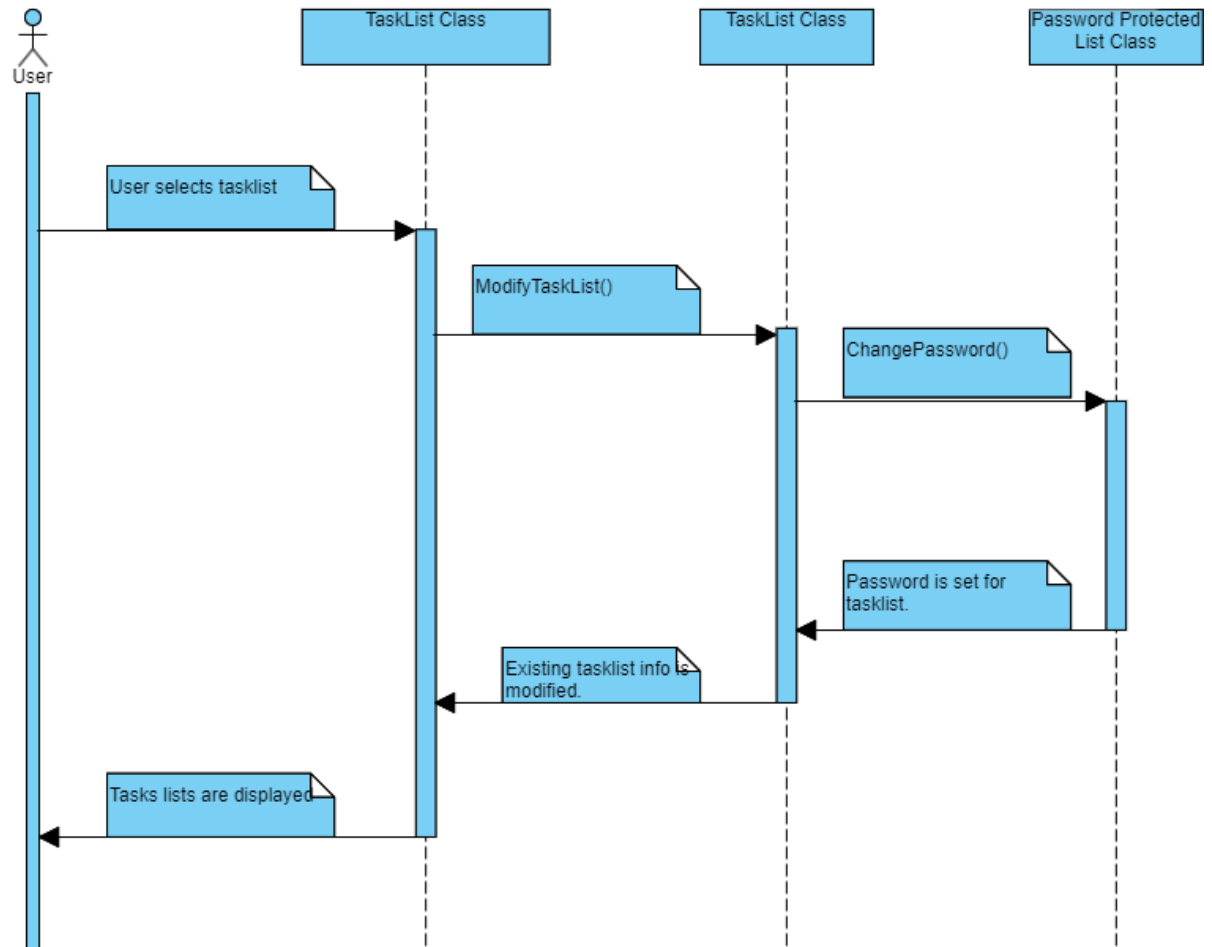 TaskList Class
TaskList Class
Password Protected
List Class
User
User selects tasklist
ModifyTaskList()
ChangePassword()
Password is set for
tasklist.
Existing tasklist info is
modified.
Tasks lists are displayed